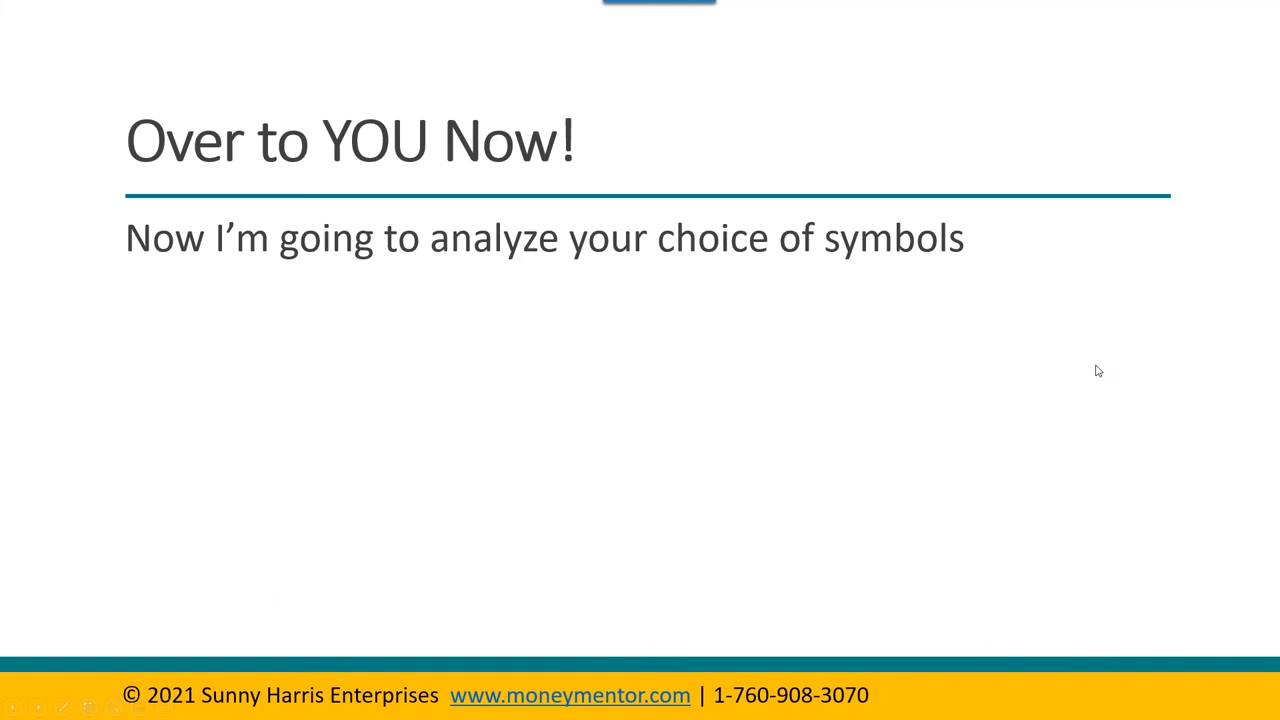 Over to YOU Now!
Now I’m going to analyze your choice of symbols
© 2021 Sunny Harris Enterprises www.moneymentor.com | 1-760-908-3070